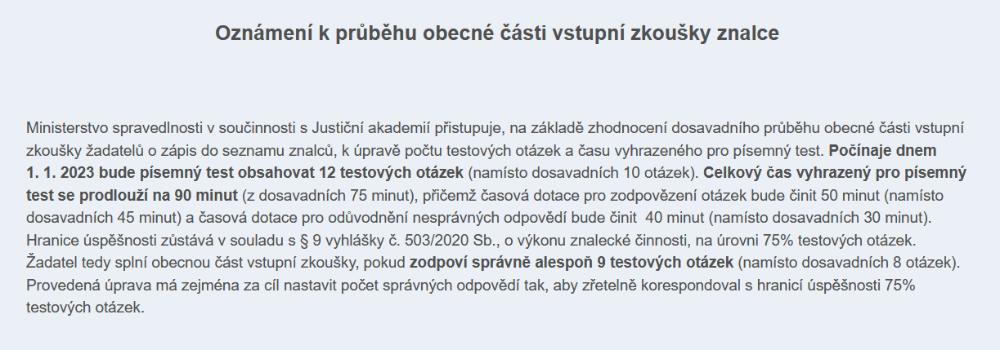 Oznámení k průběhu obecné části vstupní zkoušky znalce
Ministerstvo spravedlnosti v součinnosti s Justiční akademií přistupuje, na základě zhodnocení dosavadního průběhu obecné části vstupní
zkoušky žadatelů o zápis do seznamu znalců, k úpravě počtu testových otázek a času vyhrazeného pro písemný test. Počínaje dnem
1. 1. 2023 bude písemný test obsahovat 12 testových otázek (namísto dosavadních 10 otázek). Celkový čas vyhrazený pro písemný
test se prodlouží na 90 minut (z dosavadních 75 minut), přičemž časová dotace pro zodpovězení otázek bude činit 50 minut (namísto
dosavadních 45 minut) a časová dotace pro odůvodnění nesprávných odpovědí bude činit  40 minut (namísto dosavadních 30 minut).
Hranice úspěšnosti zůstává v souladu s § 9 vyhlášky č. 503/2020 Sb., o výkonu znalecké činnosti, na úrovni 75% testových otázek.
Žadatel tedy splní obecnou část vstupní zkoušky, pokud zodpoví správně alespoň 9 testových otázek (namísto dosavadních 8 otázek).
Provedená úprava má zejména za cíl nastavit počet správných odpovědí tak, aby zřetelně korespondoval s hranicí úspěšnosti 75%
testových otázek.